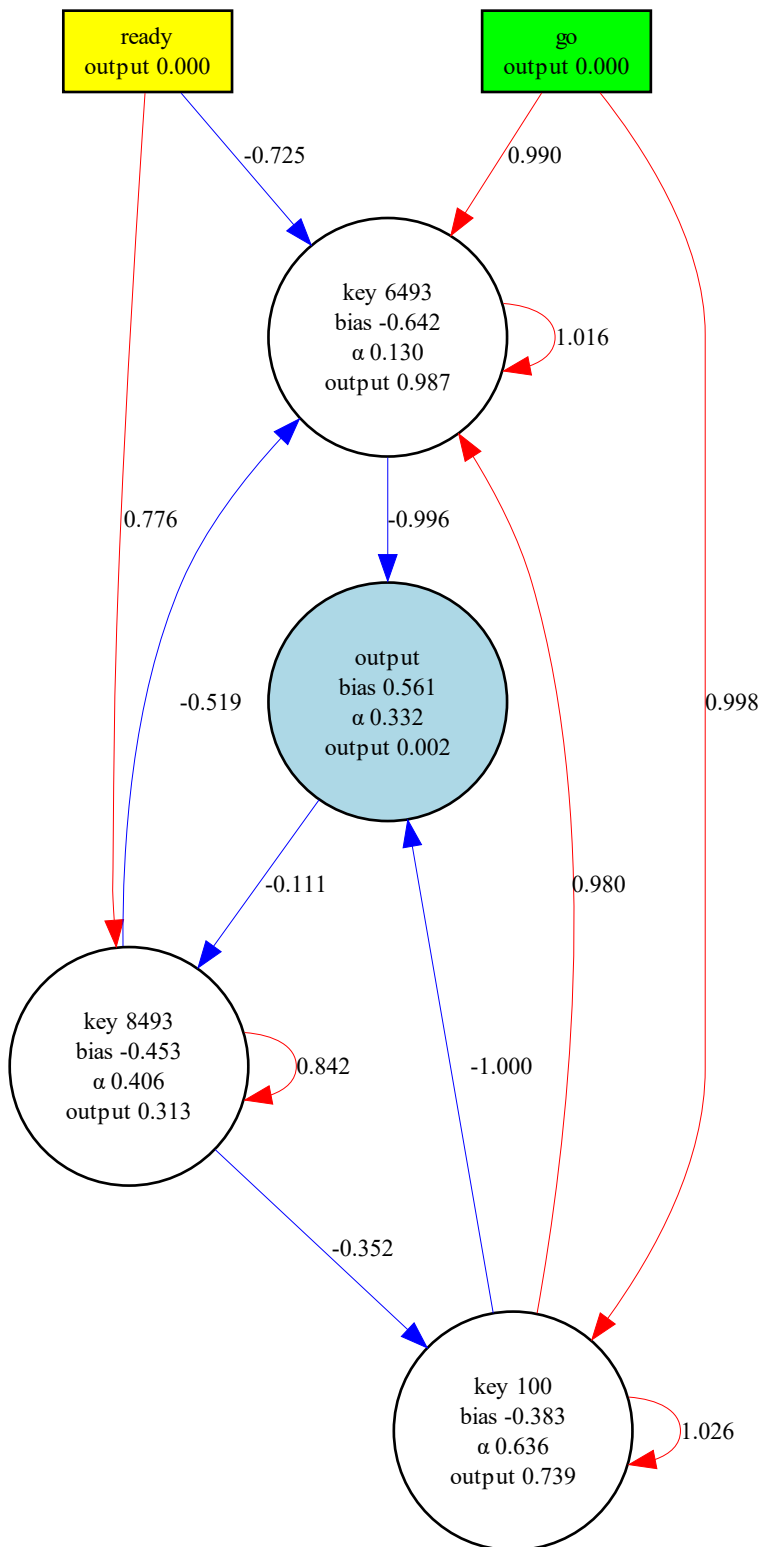 ready
output 0.000
go
output 0.000
-0.725
0.990
key 6493
bias -0.642
α 0.130
output 0.987
1.016
0.776
-0.996
output
bias 0.561
α 0.332
output 0.002
-0.519
0.998
-0.111
0.980
key 8493
bias -0.453
α 0.406
output 0.313
0.842
-1.000
-0.352
key 100
bias -0.383
α 0.636
output 0.739
1.026